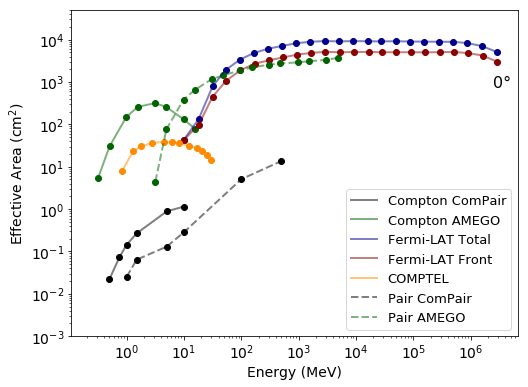 10⁴
10³
10²
10¹
10⁰
10⁻¹
10⁻²
10⁻³
Effective Area (cm²)
0°
Compton ComPair
Compton AMEGO
Fermi-LAT Total
Fermi-LAT Front
COMPTEL
Pair ComPair
Pair AMEGO
10⁰ 10¹ 10² 10³ 10⁴ 10⁵ 10⁶
Energy (MeV)